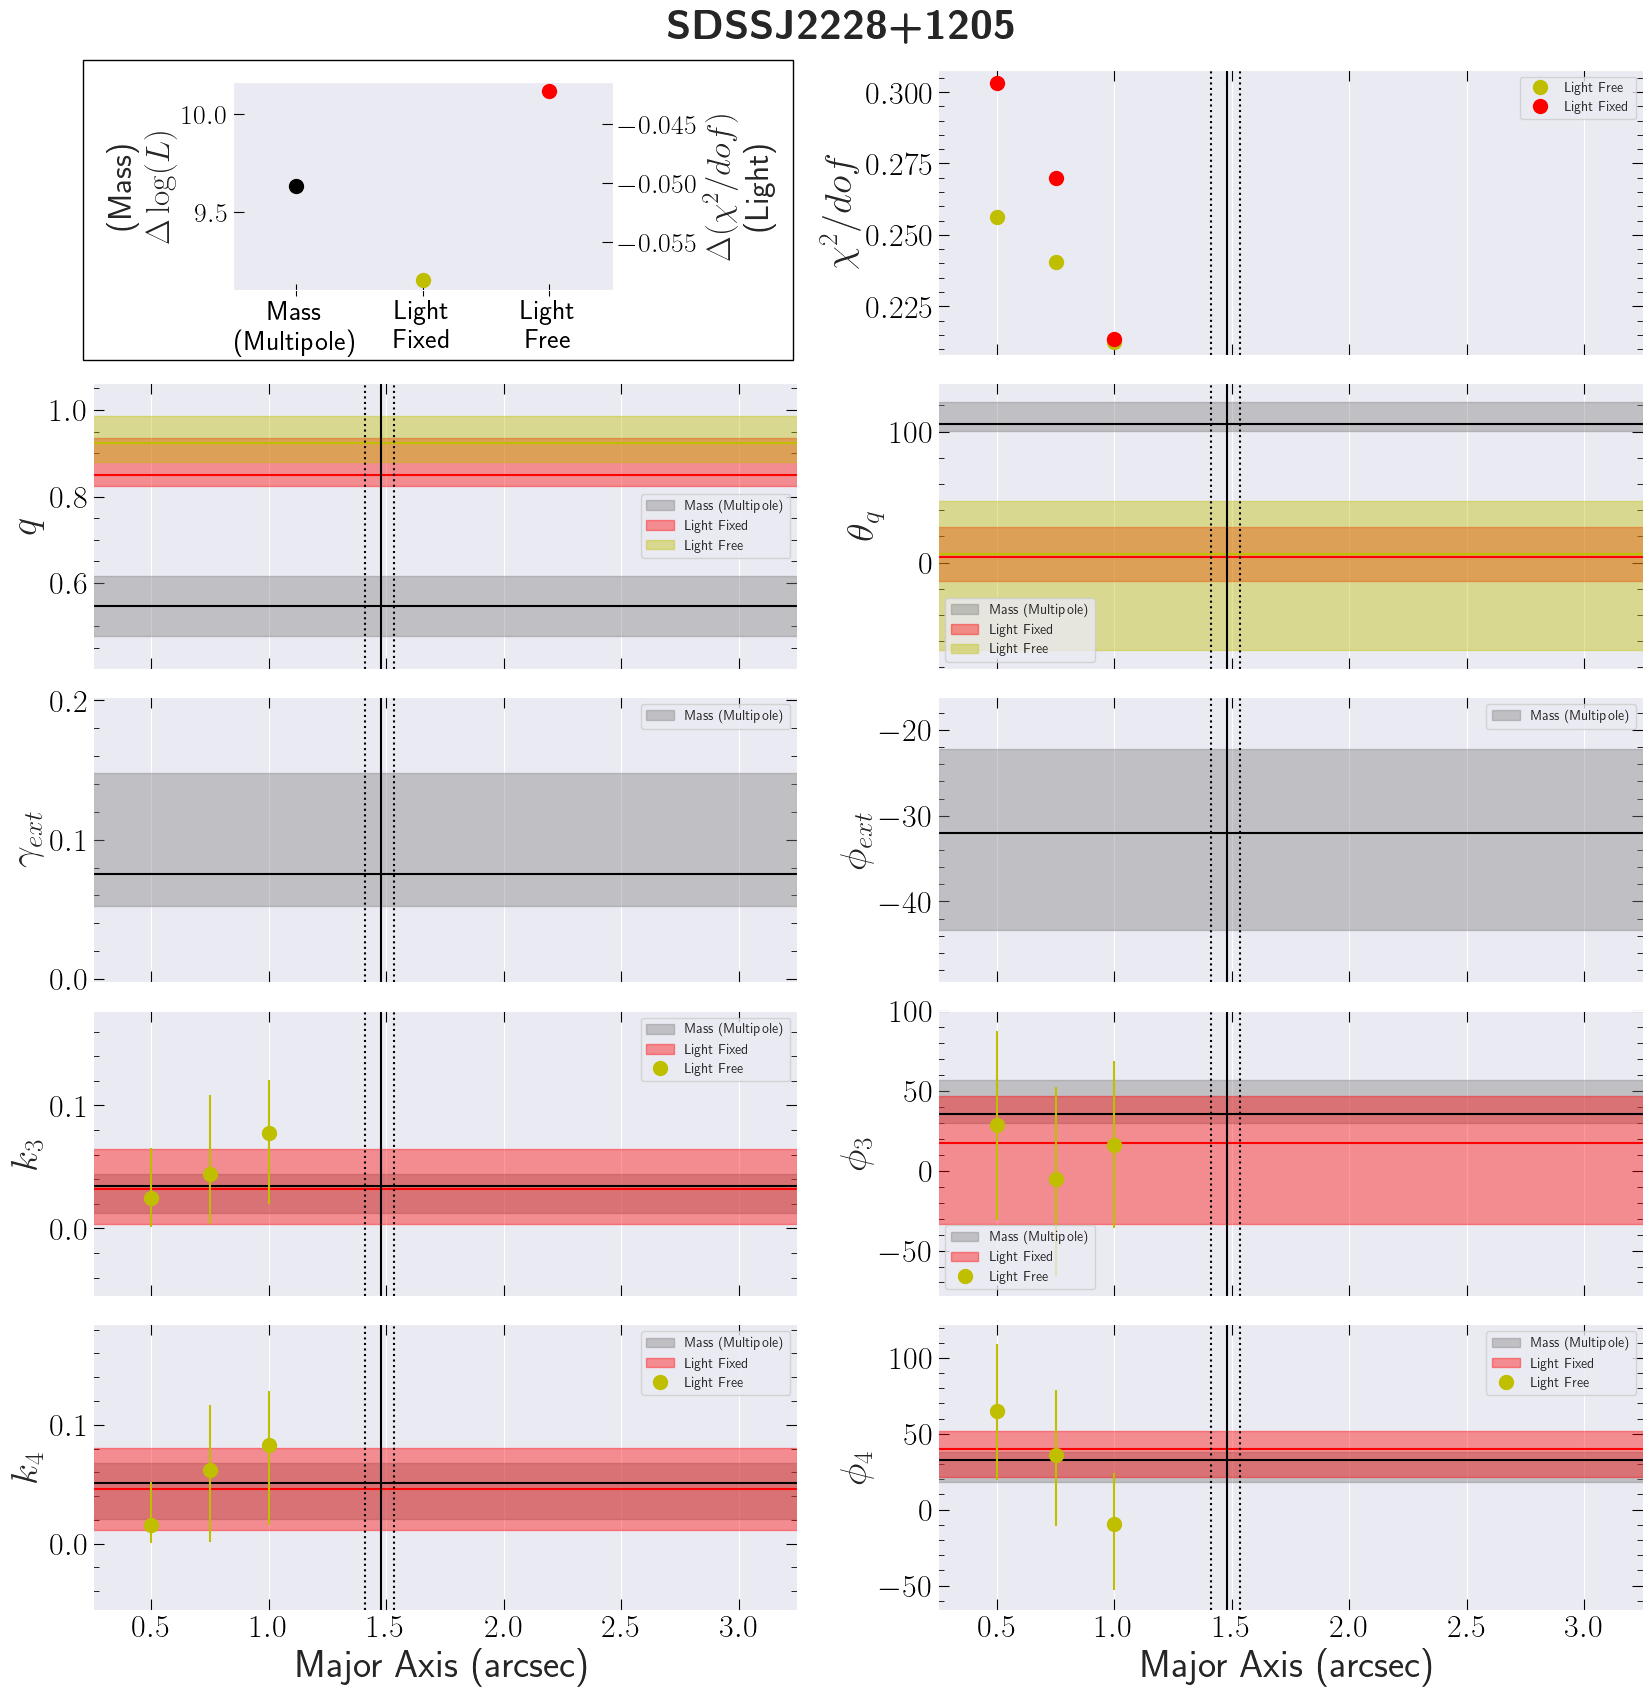 SDSSJ2228+1205
(Mass)
Δ log(L)
10.0
9.5
−0.045
−0.050
−0.055
Δ(χ²/dof)
(Light)
Mass
(Multipole)
Light
Fixed
Light
Free
χ²/dof
0.300
0.275
0.250
0.225
Light Free
Light Fixed
q
1.0
0.8
0.6
Mass (Multipole)
Light Fixed
Light Free
θ_q
100
0
Mass (Multipole)
Light Fixed
Light Free
γ_ext
0.2
0.1
0.0
Mass (Multipole)
ϕ_ext
−20
−30
−40
Mass (Multipole)
k₃
0.1
0.0
Mass (Multipole)
Light Fixed
Light Free
ϕ₃
100
50
0
−50
Mass (Multipole)
Light Fixed
Light Free
k₄
0.1
0.0
Mass (Multipole)
Light Fixed
Light Free
0.5 1.0 1.5 2.0 2.5 3.0
Major Axis (arcsec)
ϕ₄
100
50
0
−50
Mass (Multipole)
Light Fixed
Light Free
0.5 1.0 1.5 2.0 2.5 3.0
Major Axis (arcsec)